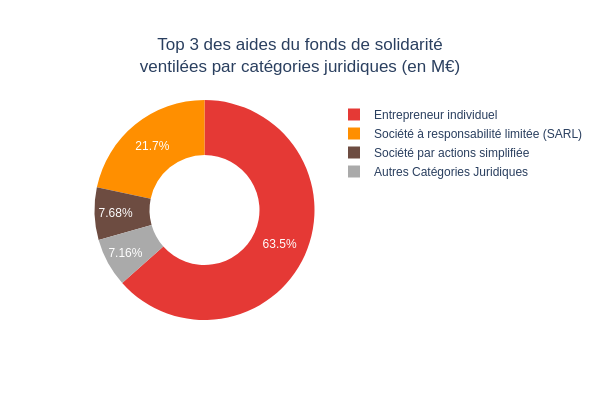 Top 3 des aides du fonds de solidarité
ventilées par catégories juridiques (en M€)
Entrepreneur individuel
Société à responsabilité limitée (SARL)
Société par actions simplifiée
Autres Catégories Juridiques
21.7%
7.68%
7.16%
63.5%